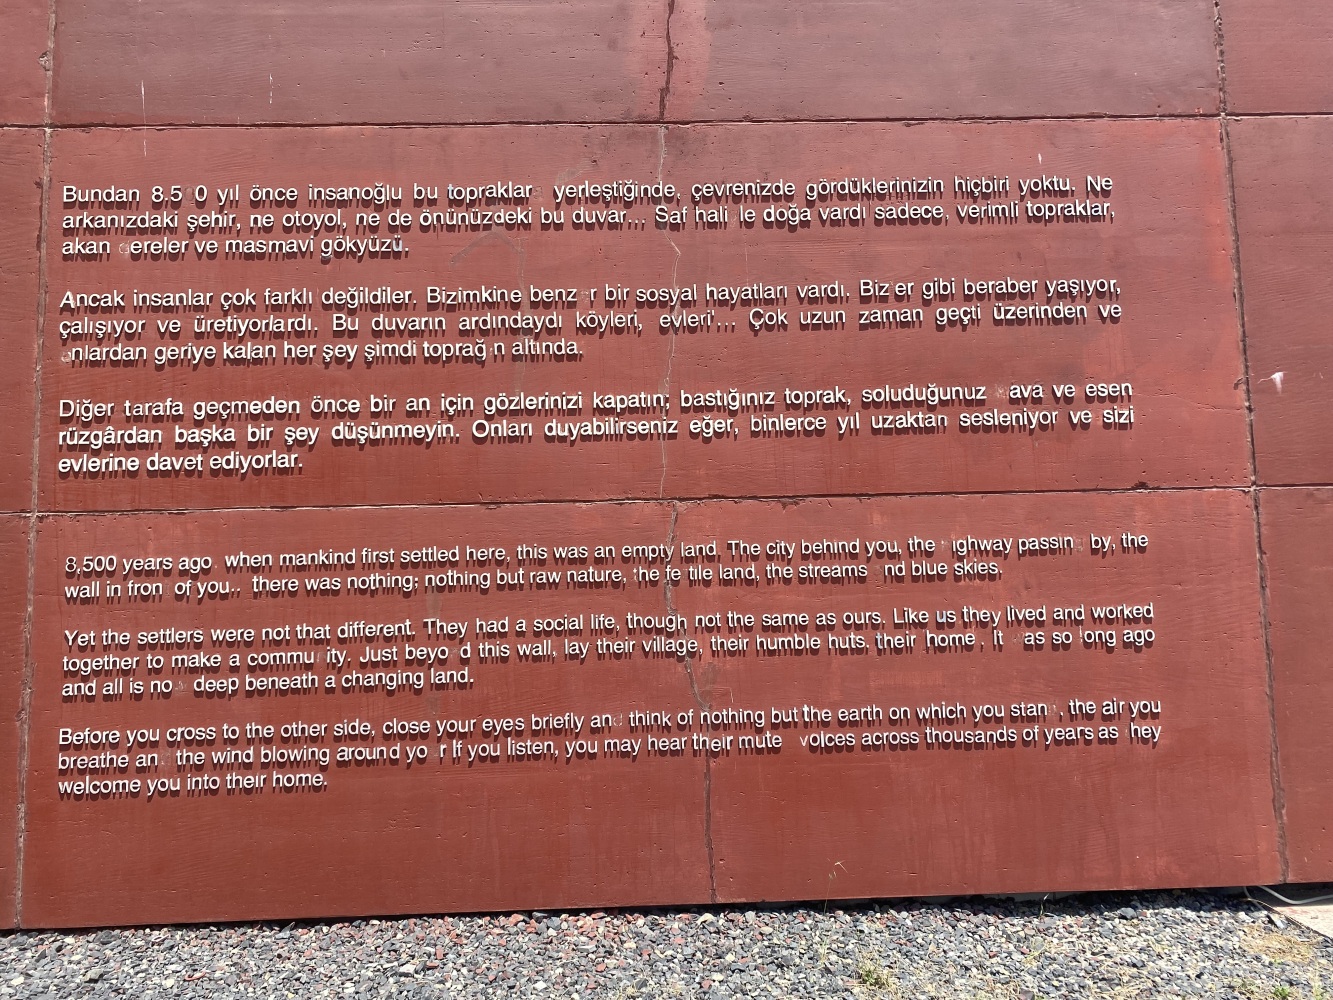 Bundan 8.5 0 yıl önce insanoğlu bu topraklar yerleştiğinde, çevrenizde gördüklerinizin hiçbiri yoktu. Ne
arkanızdaki şehir, ne otoyol, ne de önünüzdeki bu duvar... Saf hali le doğa vardı sadece, verimli topraklar,
akan ereler ve masmavi gökyüzü.
Ancak insanlar çok farklı değildiler. Bizimkine benz r bir sosyal hayatları vardı. Biz er gibi beraber yaşıyor,
çalışıyor ve üretiyorlardı. Bu duvarın ardındaydı köyleri, evleri'... Çok uzun zaman geçti üzerinden ve
nlardan geriye kalan her şey şimdi toprağ n altında.
Diğer tarafa geçmeden önce bir an için gözlerinizi kapatın; bastığınız toprak, soluduğunuz ava ve esen
rüzgârdan başka bir şey düşünmeyin. Onları duyabilirseniz eğer, binlerce yıl uzaktan sesleniyor ve sizi
evlerine davet ediyorlar.
8,500 years ago when mankind first settled here, this was an empty land. The city behind you, the ighway passin by, the
wall in fron of you.. there was nothing; nothing but raw nature, the fe tile land, the streams nd blue skies.
Yet the settlers were not that different. They had a social life, though not the same as ours. Like us they lived and worked
together to make a commu ity. Just beyo d this wall, lay their village, their humble huts. their home . It as so long ago
and all is no deep beneath a changing land.
Before you cross to the other side, close your eyes briefly and think of nothing but the earth on which you stan , the air you
breathe an the wind blowing around yo r If you listen, you may hear their mute voices across thousands of years as hey
welcome you into their home.